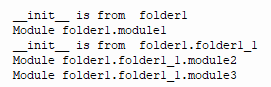 __init__ is from  folder1
Module folder1.module1
__init__ is from  folder1.folder1_1
Module folder1.folder1_1.module2
Module folder1.folder1_1.module3